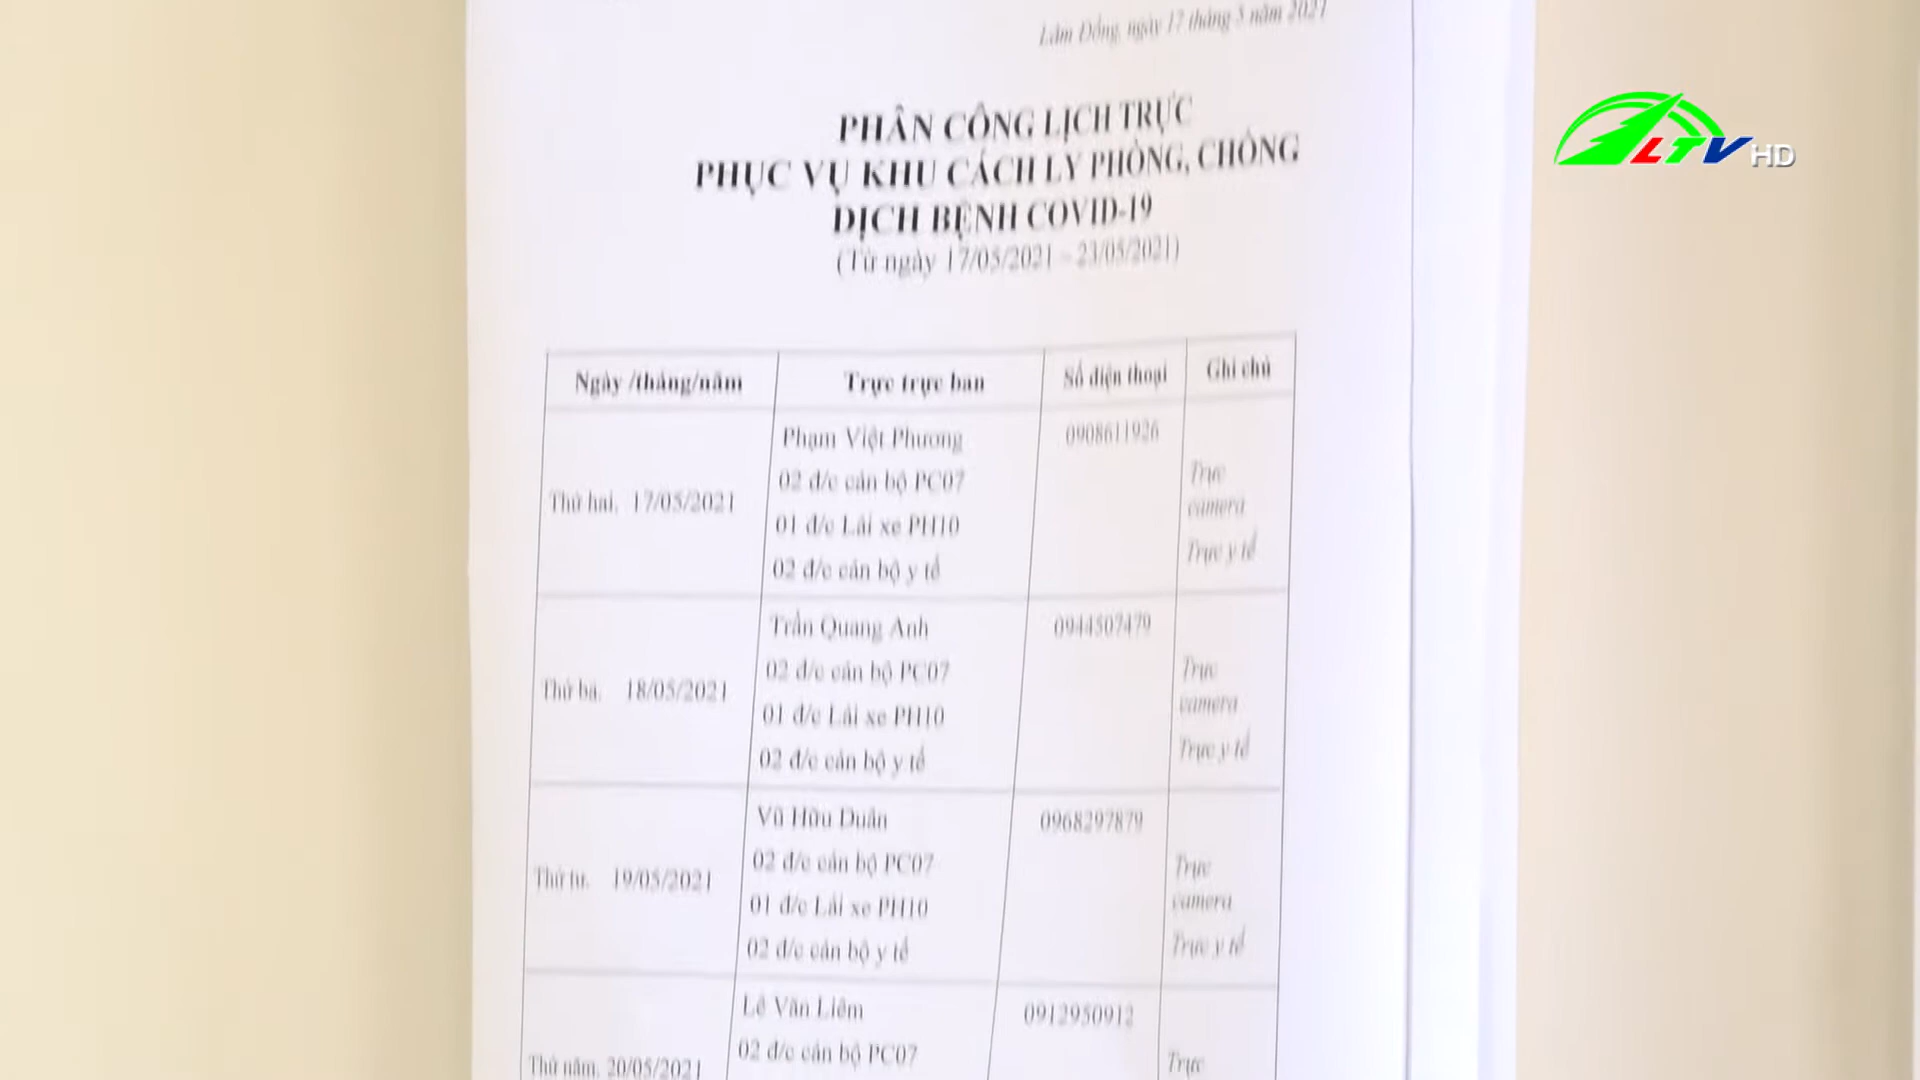 Lâm Đồng, ngày 17 tháng 5 năm 2021
LTV HD
PHÂN CÔNG LỊCH TRỰC
PHỤC VỤ KHU CÁCH LY PHÒNG, CHỐNG
DỊCH BỆNH COVID-19
(Từ ngày 17/05/2021 - 23/05/2021)
Ngày /tháng/năm Trực trực ban Số điện thoại Ghi chú
Thứ hai, 17/05/2021
Phạm Việt Phương 0908611926
02 đ/c cán bộ PC07
01 đ/c Lái xe PH10
02 đ/c cán bộ y tế
Trực
camera
Trực y tế
Thứ ba, 18/05/2021
Trần Quang Anh 0944507479
02 đ/c cán bộ PC07
01 đ/c Lái xe PH10
02 đ/c cán bộ y tế
Trực
camera
Trực y tế
Thứ tư, 19/05/2021
Vũ Hữu Duân 0968297879
02 đ/c cán bộ PC07
01 đ/c Lái xe PH10
02 đ/c cán bộ y tế
Trực
camera
Trực y tế
Thứ năm, 20/05/2021
Lê Văn Liêm 0912950912
02 đ/c cán bộ PC07
Trực